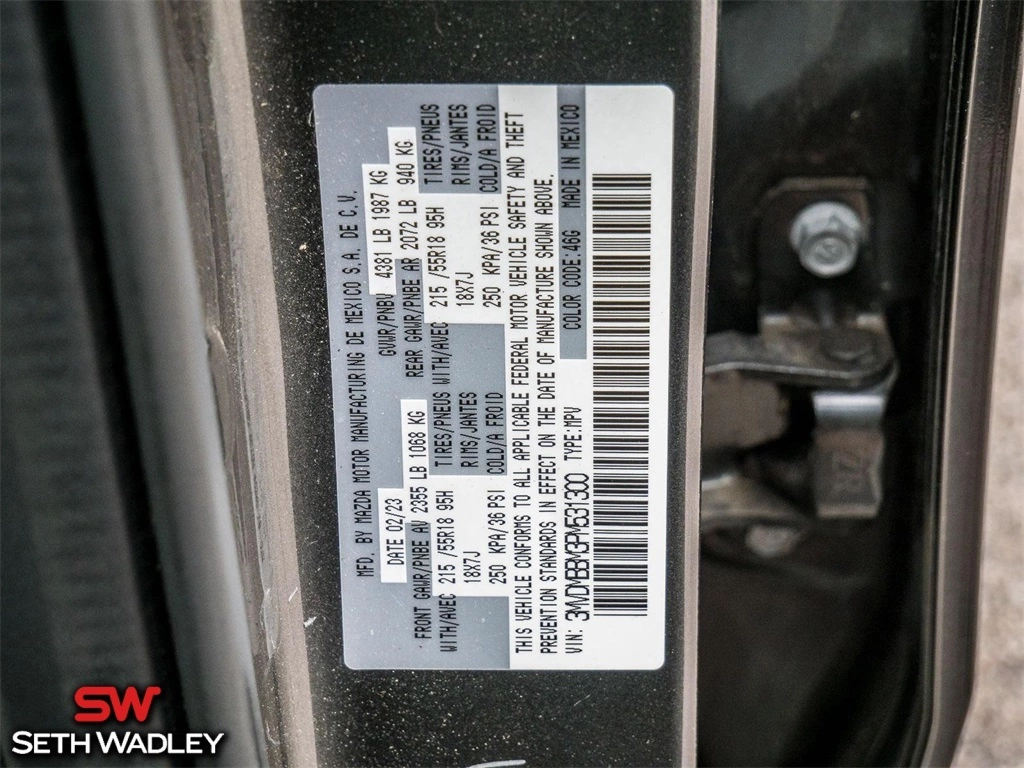 MFD. BY MAZDA MOTOR MANUFACTURING DE MEXICO S.A. DE C.V.
DATE 02/23 GVWR/PNBV 4381 LB 1987 KG
FRONT GAWR/PNBE AV 2355 LB 1068 KG REAR GAWR/PNBE AR 2072 LB 940 KG
WITH/AVEC 215 /55R18 95H TIRES/PNEUS WITH/AVEC 215 /55R18 95H TIRES/PNEUS
18X7J RIMS/JANTES 18X7J RIMS/JANTES
250 KPA/36 PSI COLD/A FROID 250 KPA/36 PSI COLD/A FROID
THIS VEHICLE CONFORMS TO ALL APPLICABLE FEDERAL MOTOR VEHICLE SAFETY AND THEFT
PREVENTION STANDARDS IN EFFECT ON THE DATE OF MANUFACTURE SHOWN ABOVE.
VIN: 3MVDMBBM3PM531300 TYPE:MPV COLOR CODE:46G MADE IN MEXICO
SW
SETH WADLEY